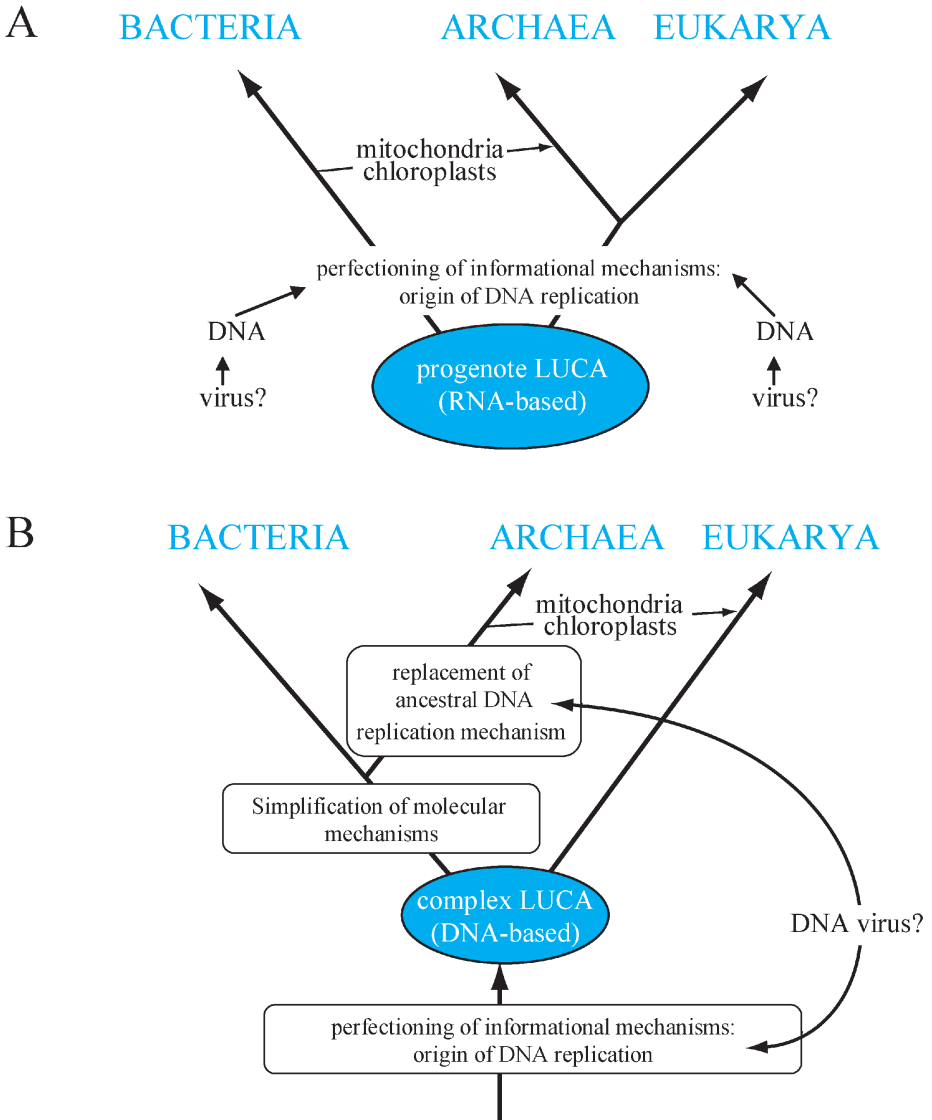 A
BACTERIA ARCHAEA EUKARYA
mitochondria
chloroplasts
perfectioning of informational mechanisms:
origin of DNA replication
DNA DNA
virus? virus?
progenote LUCA
(RNA-based)
B
BACTERIA ARCHAEA EUKARYA
mitochondria
chloroplasts
replacement of
ancestral DNA
replication mechanism
Simplification of molecular
mechanisms
complex LUCA
(DNA-based)
DNA virus?
perfectioning of informational mechanisms:
origin of DNA replication